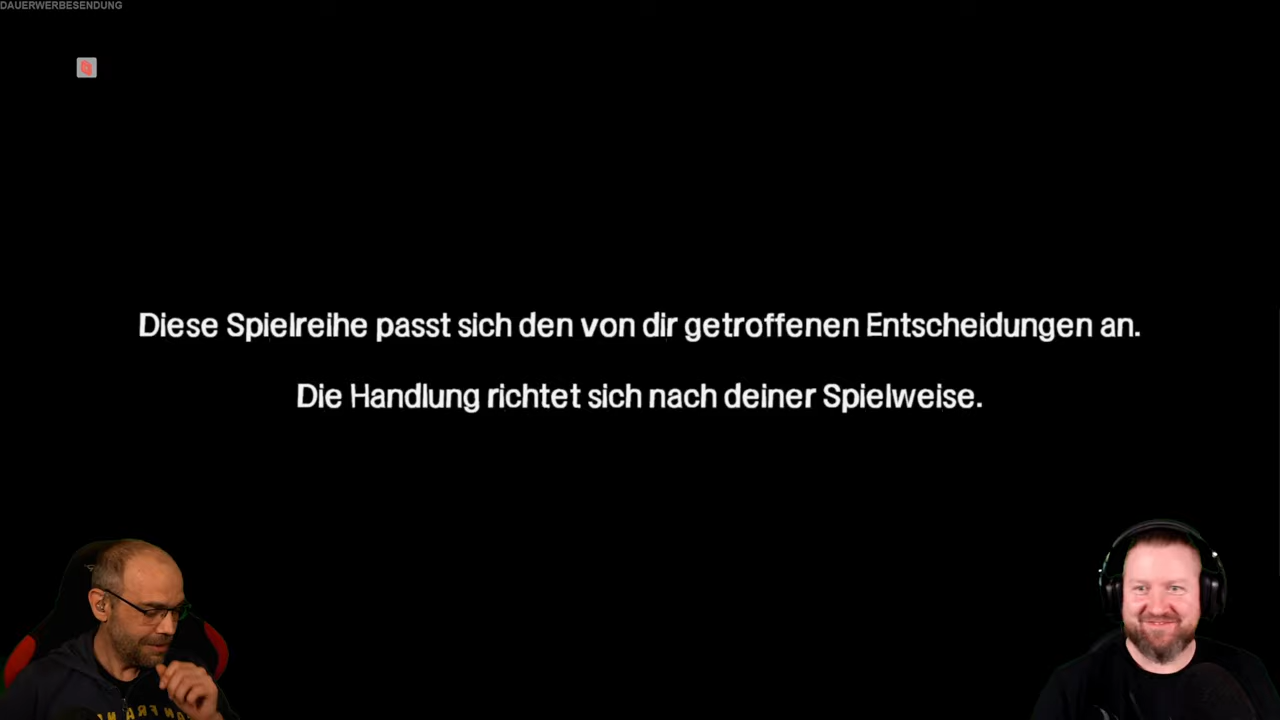 DAUERWERBESENDUNG
Diese Spielreihe passt sich den von dir getroffenen Entscheidungen an.
Die Handlung richtet sich nach deiner Spielweise.